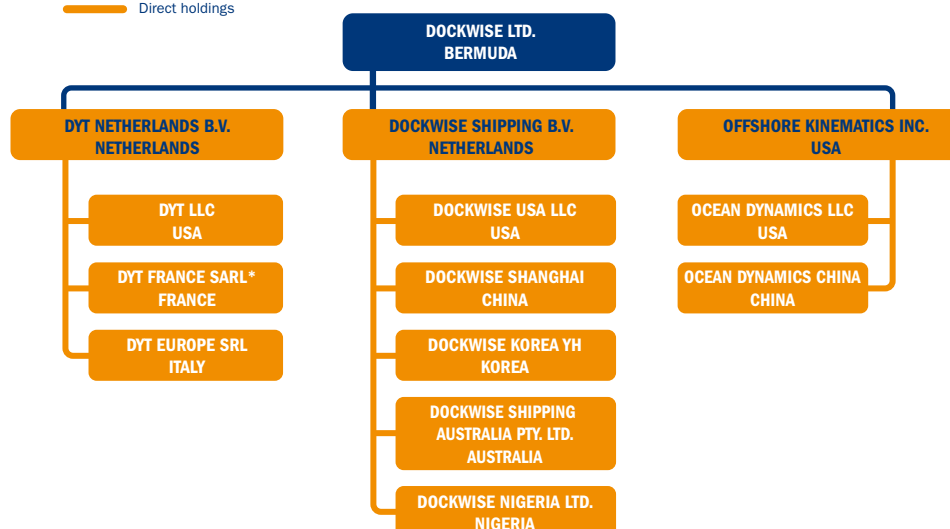 Direct holdings
DOCKWISE LTD.
BERMUDA
DYT NETHERLANDS B.V.
NETHERLANDS
DYT LLC
USA
DYT FRANCE SARL*
FRANCE
DYT EUROPE SRL
ITALY
DOCKWISE SHIPPING B.V.
NETHERLANDS
DOCKWISE USA LLC
USA
DOCKWISE SHANGHAI
CHINA
DOCKWISE KOREA YH
KOREA
DOCKWISE SHIPPING
AUSTRALIA PTY. LTD.
AUSTRALIA
DOCKWISE NIGERIA LTD.
NIGERIA
OFFSHORE KINEMATICS INC.
USA
OCEAN DYNAMICS LLC
USA
OCEAN DYNAMICS CHINA
CHINA